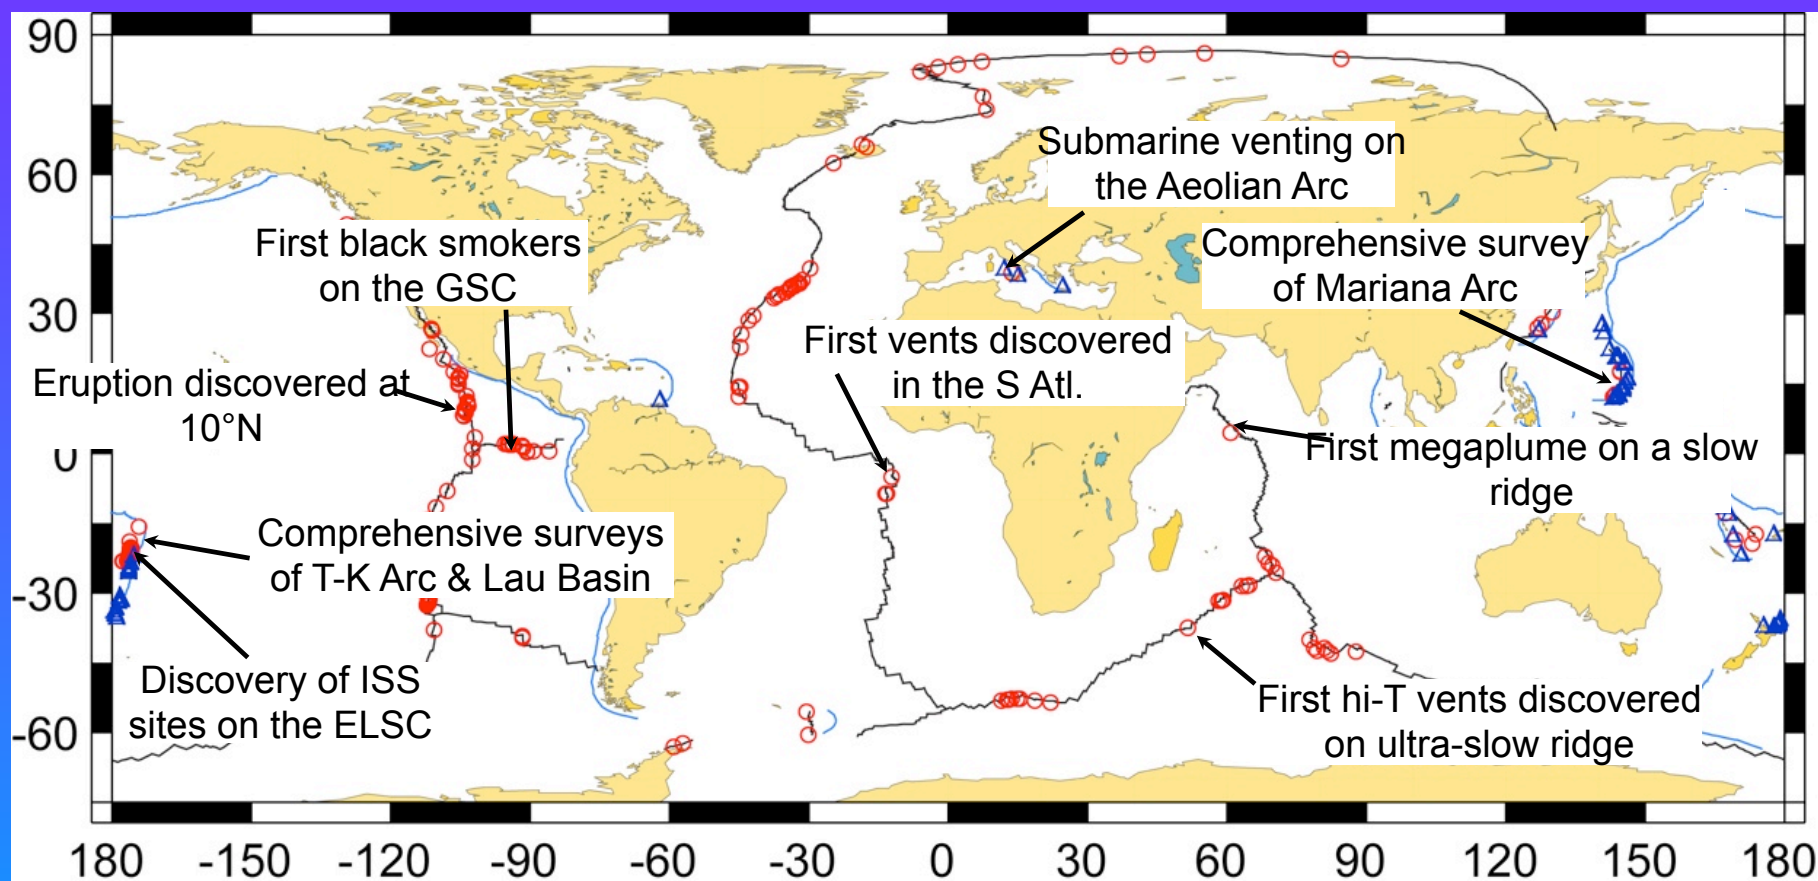 90
60
30
0
-30
-60
Submarine venting on
the Aeolian Arc
First black smokers
on the GSC
Comprehensive survey
of Mariana Arc
First vents discovered
in the S Atl.
Eruption discovered at
10°N
First megaplume on a slow
ridge
Comprehensive surveys
of T-K Arc & Lau Basin
Discovery of ISS
sites on the ELSC
First hi-T vents discovered
on ultra-slow ridge
180 -150 -120 -90 -60 -30 0 30 60 90 120 150 180